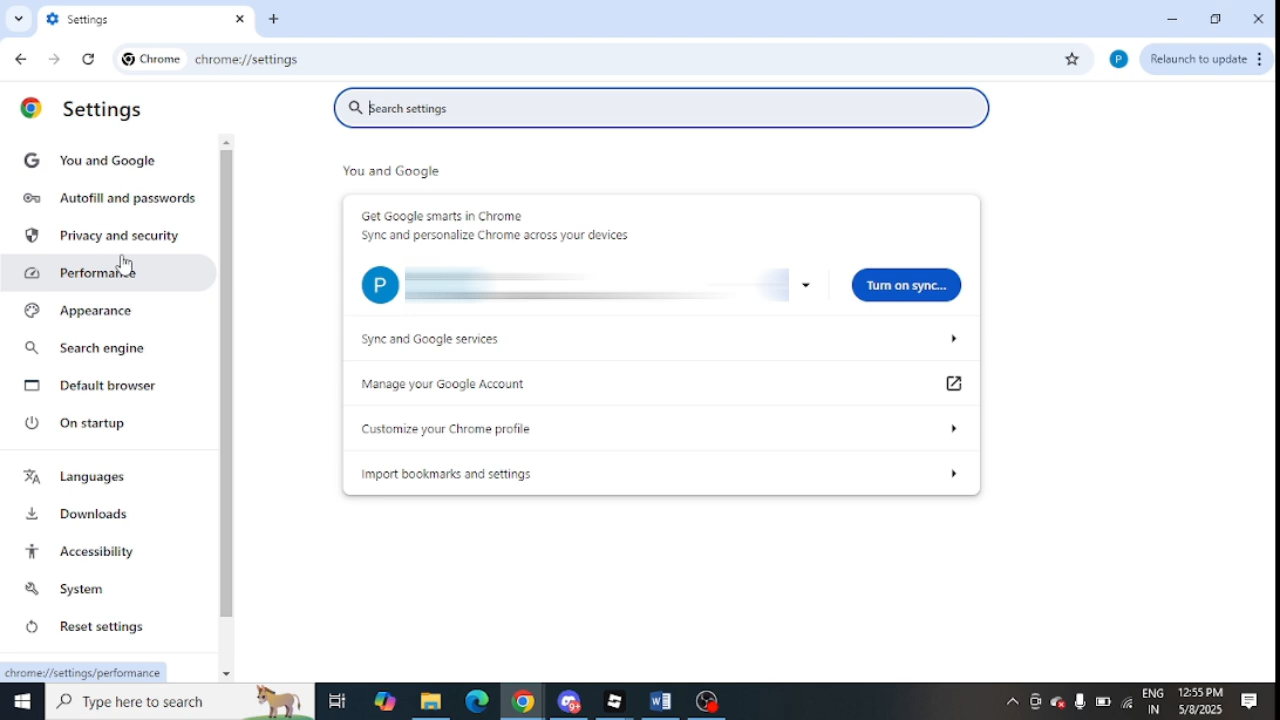 Settings
Chrome
chrome://settings
Relaunch to update
P
Settings
Search settings
You and Google
Autofill and passwords
Privacy and security
Performance
Appearance
Search engine
Default browser
On startup
Languages
Downloads
Accessibility
System
Reset settings
You and Google
Get Google smarts in Chrome
Sync and personalize Chrome across your devices
P
Turn on sync...
Sync and Google services
Manage your Google Account
Customize your Chrome profile
Import bookmarks and settings
chrome://settings/performance
Type here to search
ENG
IN
12:55 PM
5/8/2025